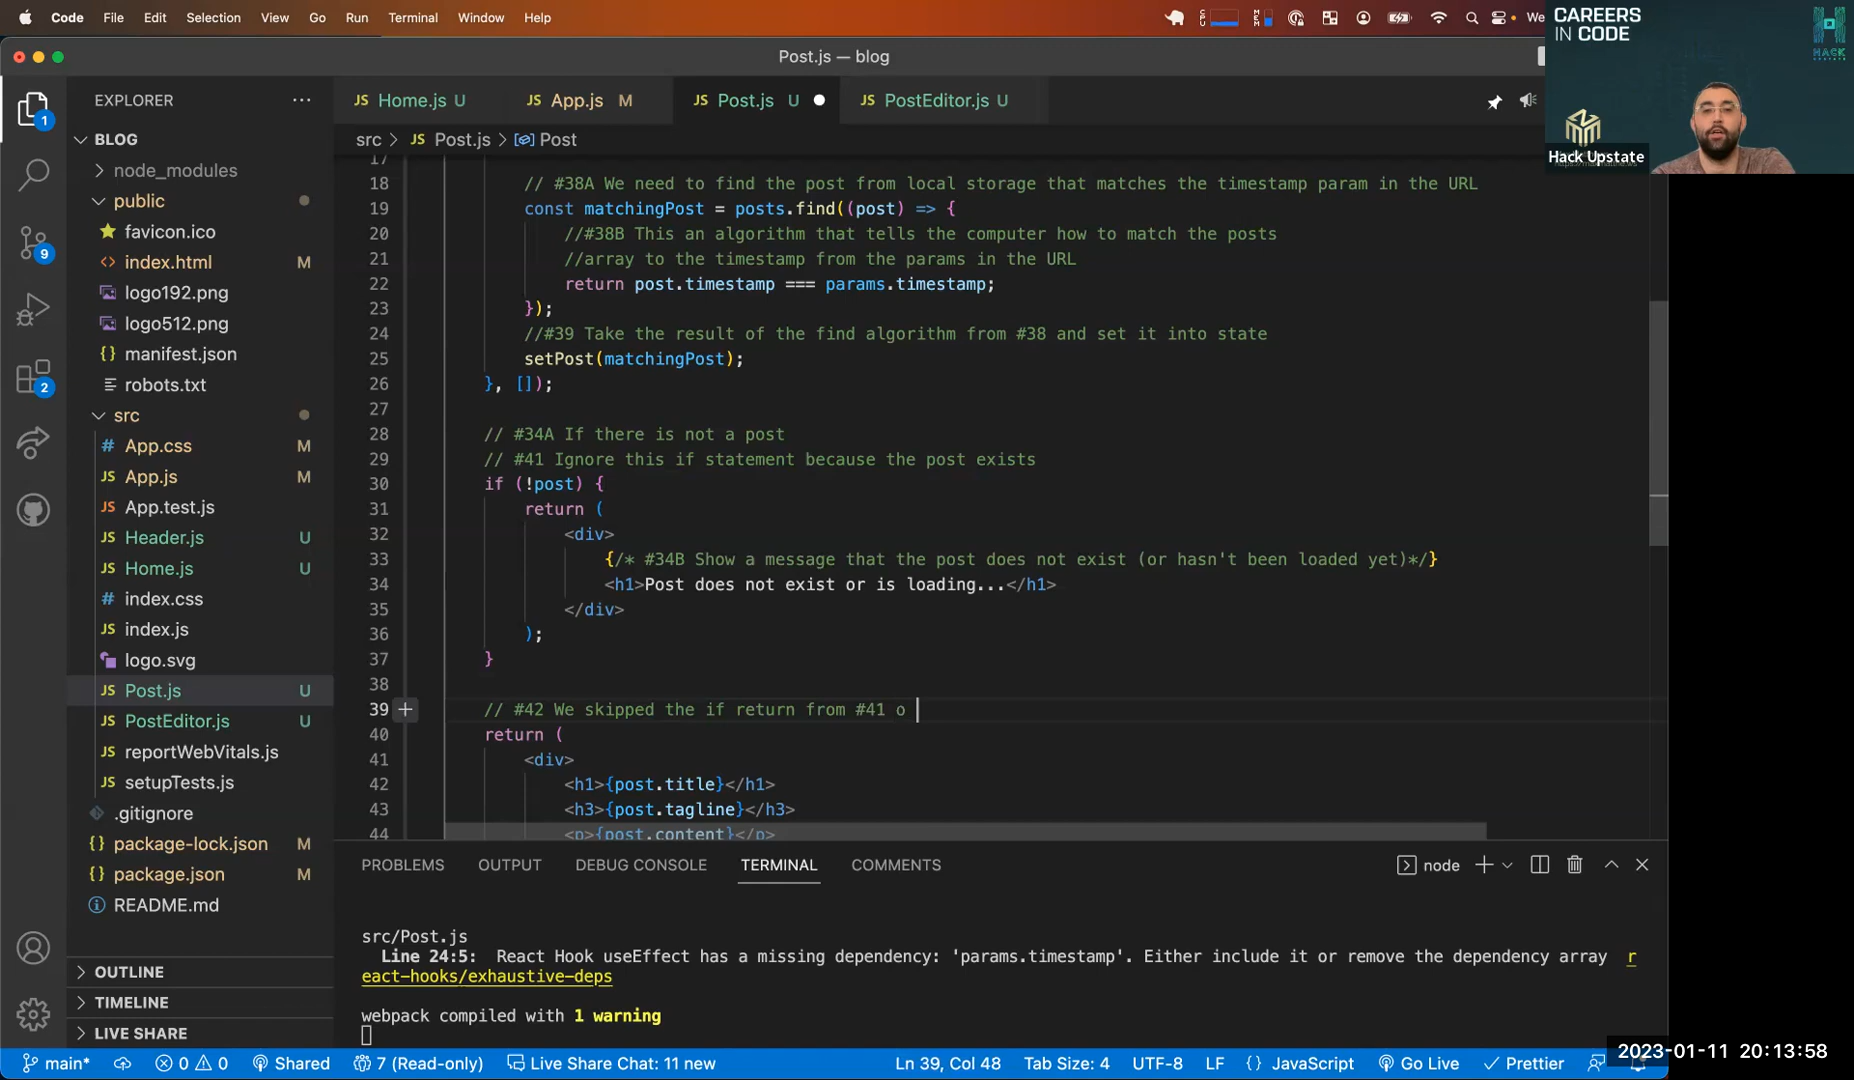 Code File Edit Selection View Go Run Terminal Window Help
CAREERS
IN CODE
HACK
UPSTATE
Hack Upstate
Post.js — blog
EXPLORER
Home.js U
App.js M
Post.js U
PostEditor.js U
src > Post.js > Post
BLOG
node_modules
public
favicon.ico
index.html M
logo192.png
logo512.png
manifest.json
robots.txt
src
App.css M
App.js M
App.test.js
Header.js U
Home.js U
index.css
index.js
logo.svg
Post.js U
PostEditor.js U
reportWebVitals.js
setupTests.js
.gitignore
package-lock.json M
package.json M
README.md
OUTLINE
TIMELINE
LIVE SHARE
17
18 // #38A We need to find the post from local storage that matches the timestamp param in the URL
19 const matchingPost = posts.find((post) => {
20 //#38B This an algorithm that tells the computer how to match the posts
21 //array to the timestamp from the params in the URL
22 return post.timestamp === params.timestamp;
23 });
24 //#39 Take the result of the find algorithm from #38 and set it into state
25 setPost(matchingPost);
26 }, []);
27
28 // #34A If there is not a post
29 // #41 Ignore this if statement because the post exists
30 if (!post) {
31 return (
32 <div>
33 {/* #34B Show a message that the post does not exist (or hasn't been loaded yet)*/}
34 <h1>Post does not exist or is loading...</h1>
35 </div>
36 );
37 }
38
39 // #42 We skipped the if return from #41 o
40 return (
41 <div>
42 <h1>{post.title}</h1>
43 <h3>{post.tagline}</h3>
44 <p>{post.content}</p>
PROBLEMS OUTPUT DEBUG CONSOLE TERMINAL COMMENTS
node
src/Post.js
Line 24:5: React Hook useEffect has a missing dependency: 'params.timestamp'. Either include it or remove the dependency array r
eact-hooks/exhaustive-deps
webpack compiled with 1 warning
main* 0 0 Shared 7 (Read-only) Live Share Chat: 11 new Ln 39, Col 48 Tab Size: 4 UTF-8 LF {} JavaScript Go Live Prettier
2023-01-11 20:13:58